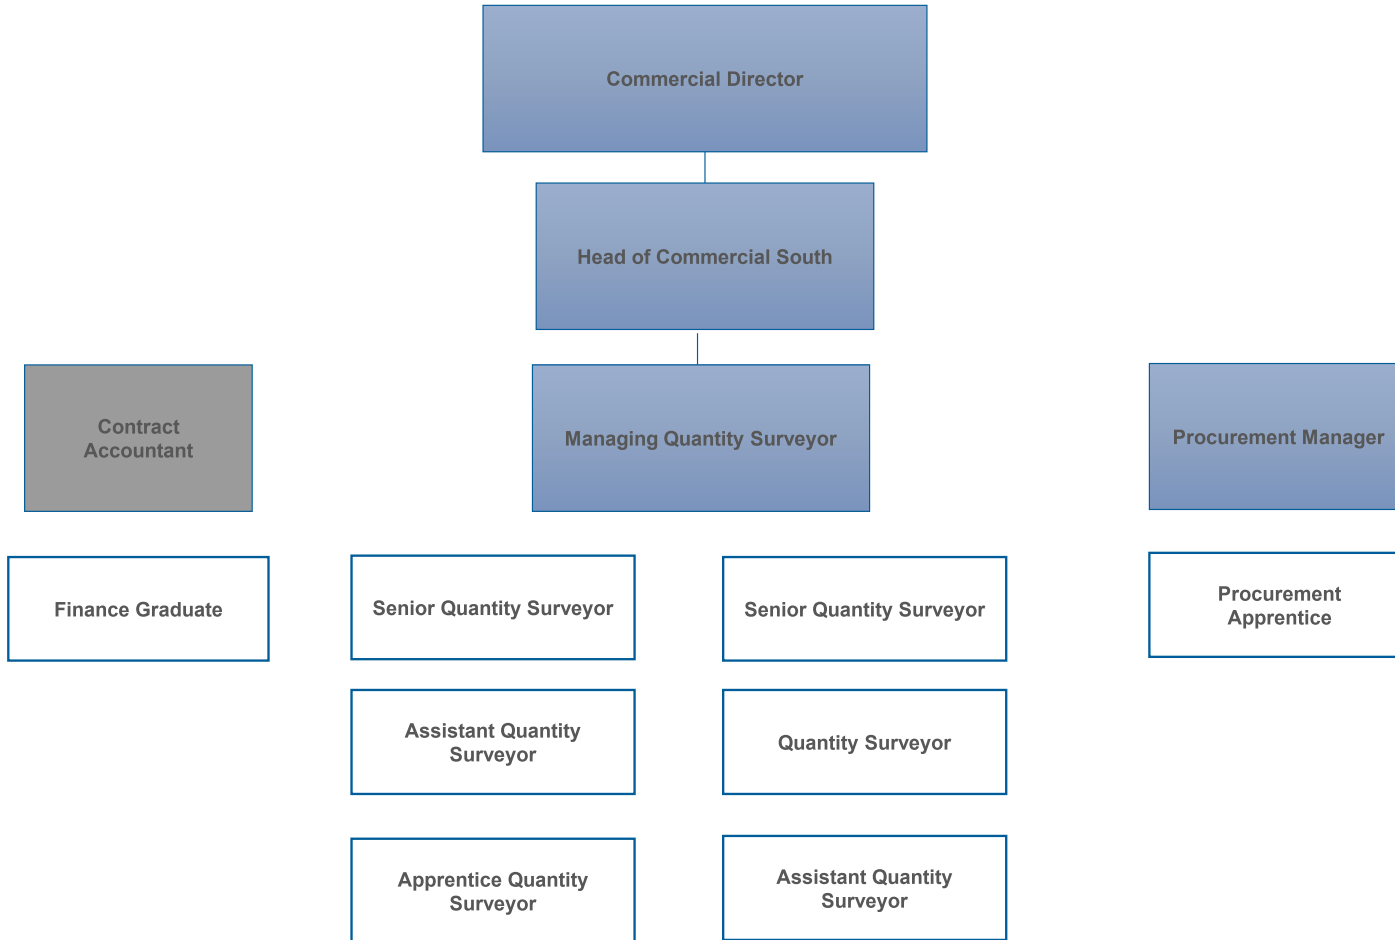 Commercial Director
Head of Commercial South
Contract
Accountant
Managing Quantity Surveyor
Procurement Manager
Finance Graduate
Senior Quantity Surveyor
Senior Quantity Surveyor
Procurement
Apprentice
Assistant Quantity
Surveyor
Quantity Surveyor
Apprentice Quantity
Surveyor
Assistant Quantity
Surveyor